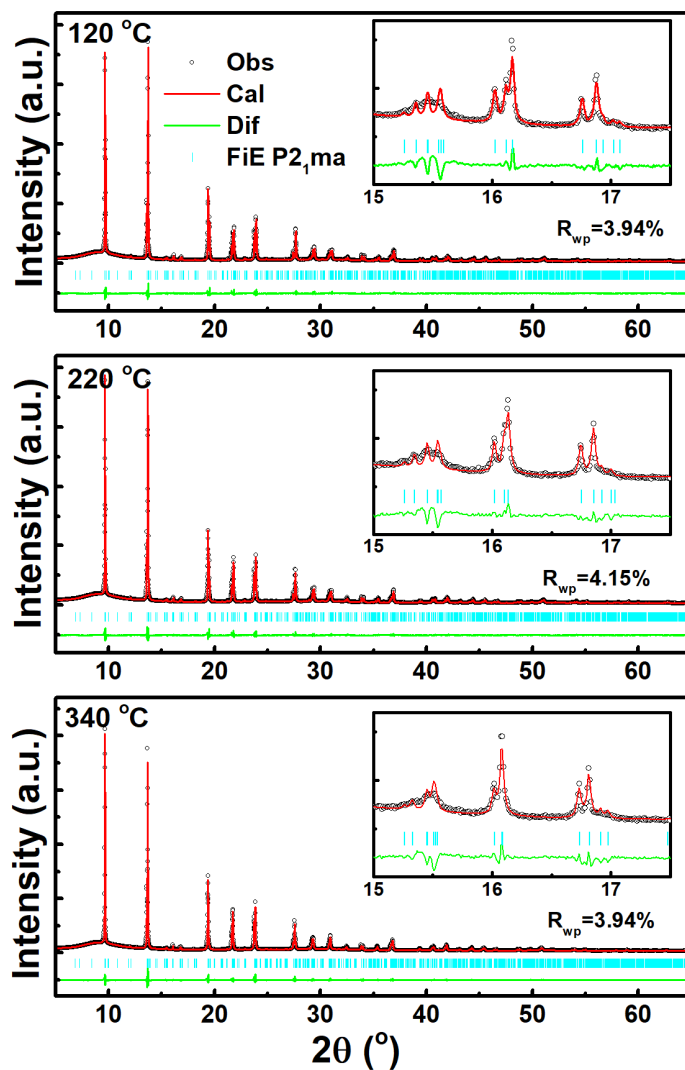 120 °C
Obs
Cal
Dif
FiE P2₁ma
15 16 17
R_wp=3.94%
Intensity (a.u.)
10 20 30 40 50 60
220 °C
15 16 17
R_wp=4.15%
Intensity (a.u.)
10 20 30 40 50 60
340 °C
15 16 17
R_wp=3.94%
Intensity (a.u.)
10 20 30 40 50 60
2θ (°)